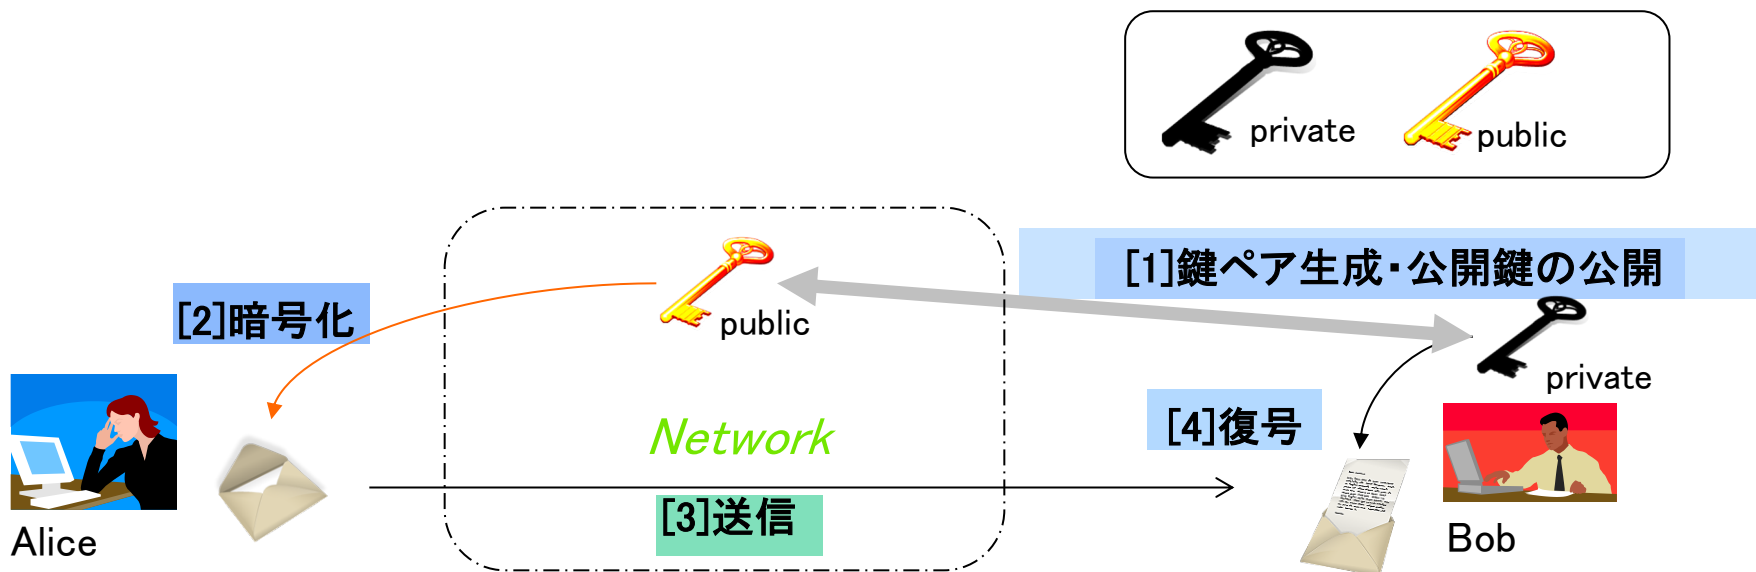 private
public
[1]鍵ペア生成・公開鍵の公開
[2]暗号化
public
private
Network
[4]復号
[3]送信
Alice
Bob